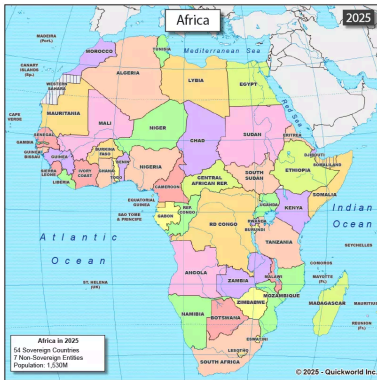 Africa
2025
MADEIRA
(Port.)
CANARY
ISLANDS
(Sp.)
Mediterranean Sea
MOROCCO
TUNISIA
ALGERIA
LYBIA
EGYPT
WESTERN
SAHARA
MAURITANIA
MALI
NIGER
CHAD
SUDAN
Red Sea
ERITREA
CAPE
VERDE
SENEGAL
GAMBIA
GUINEA
BISSAU
GUINEA
SIERRA
LEONE
LIBERIA
IVORY
COAST
BURKINA
FASO
GHANA
TOGO
BENIN
NIGERIA
CAMEROON
CENTRAL
AFRICAN REP.
SOUTH
SUDAN
ETHIOPIA
DJIBOUTI
SOMALILAND
SOMALIA
EQUATORIAL
GUINEA
SAO TOME
& PRINCIPE
GABON
REP.
CONGO
RD CONGO
UGANDA
KENYA
RWANDA
BURUNDI
TANZANIA
Indian
Ocean
SEYCHELLES
Atlantic
Ocean
ST. HELENA
(UK)
ANGOLA
ZAMBIA
MALAWI
MOZAMBIQUE
COMOROS
MAYOTTE
(Fr.)
MADAGASCAR
MAURITIUS
REUNION
(Fr.)
ZIMBABWE
NAMIBIA
BOTSWANA
ESWATINI
LESOTHO
SOUTH AFRICA
Africa in 2025
54 Sovereign Countries
7 Non-Sovereign Entities
Population: 1,530M
© 2025 - Quickworld Inc.